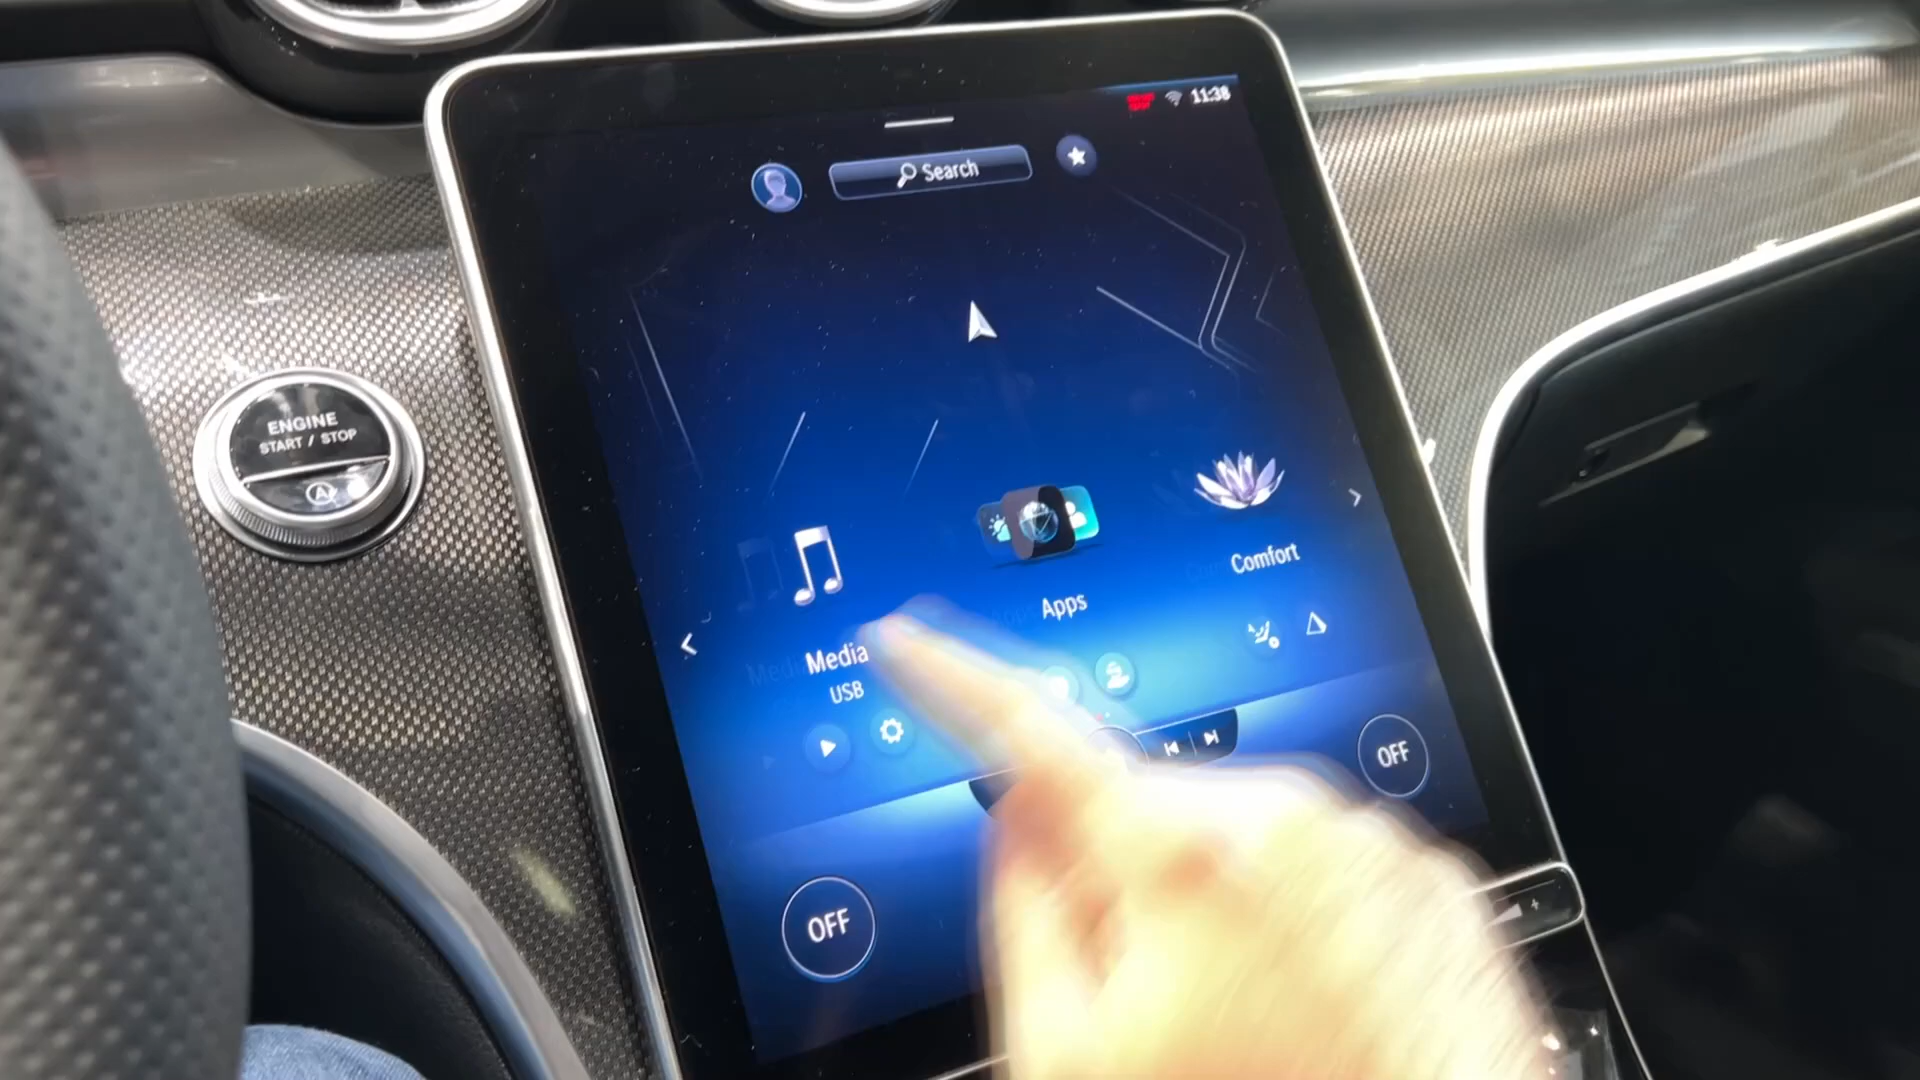 11:38
Search
ENGINE
START / STOP
A
Comfort
Apps
Media
USB
OFF
OFF
+